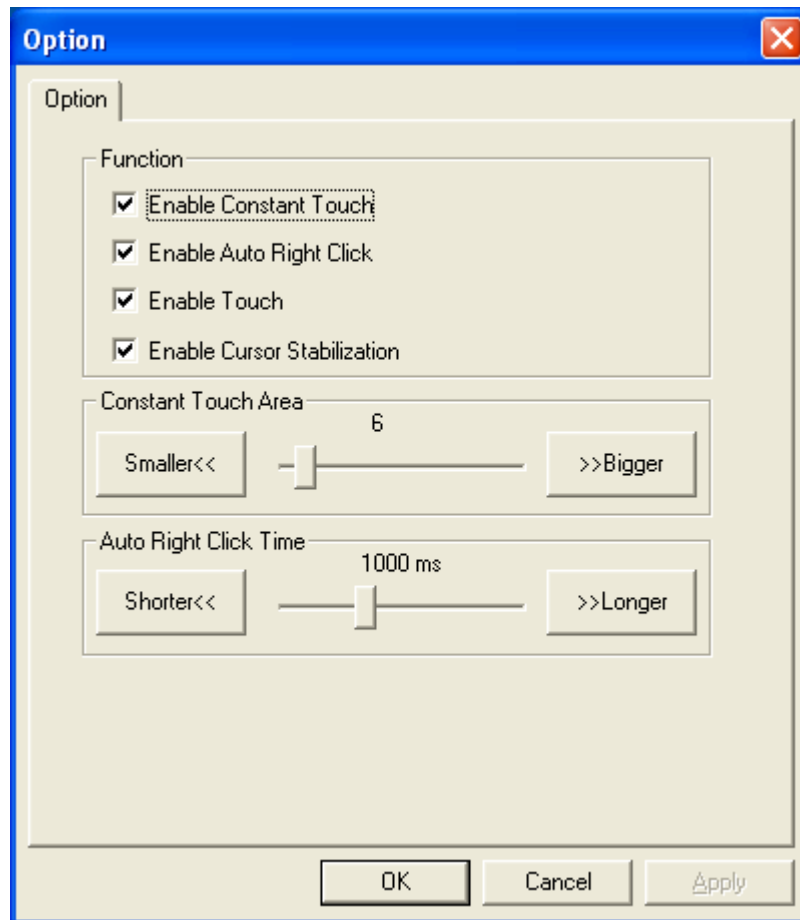 Option
Option
Function
Enable Constant Touch
Enable Auto Right Click
Enable Touch
Enable Cursor Stabilization
Constant Touch Area
6
Smaller<<
>>Bigger
Auto Right Click Time
1000 ms
Shorter<<
>>Longer
OK
Cancel
Apply